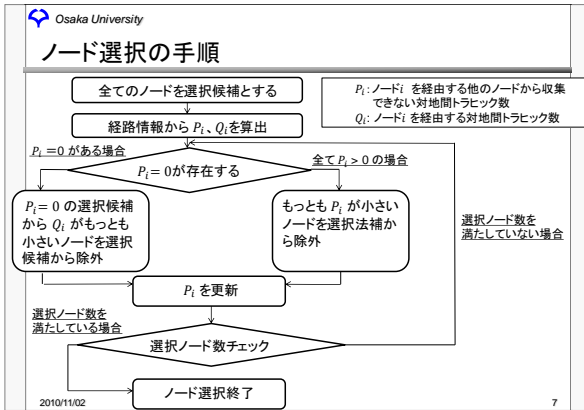 Osaka University
ノード選択の手順
全てのノードを選択候補とする
Pᵢ: ノードi を経由する他のノードから収集
できない対地間トラヒック数
Qᵢ: ノードi を経由する対地間トラヒック数
経路情報から Pᵢ、Qᵢを算出
Pᵢ =0 がある場合
全て Pᵢ > 0 の場合
Pᵢ= 0が存在する
Pᵢ= 0 の選択候補
から Qᵢ がもっとも
小さいノードを選択
候補から除外
もっとも Pᵢ が小さい
ノードを選択法補か
ら除外
選択ノード数を
満たしていない場合
Pᵢ を更新
選択ノード数を
満たしている場合
選択ノード数チェック
ノード選択終了
2010/11/02
7